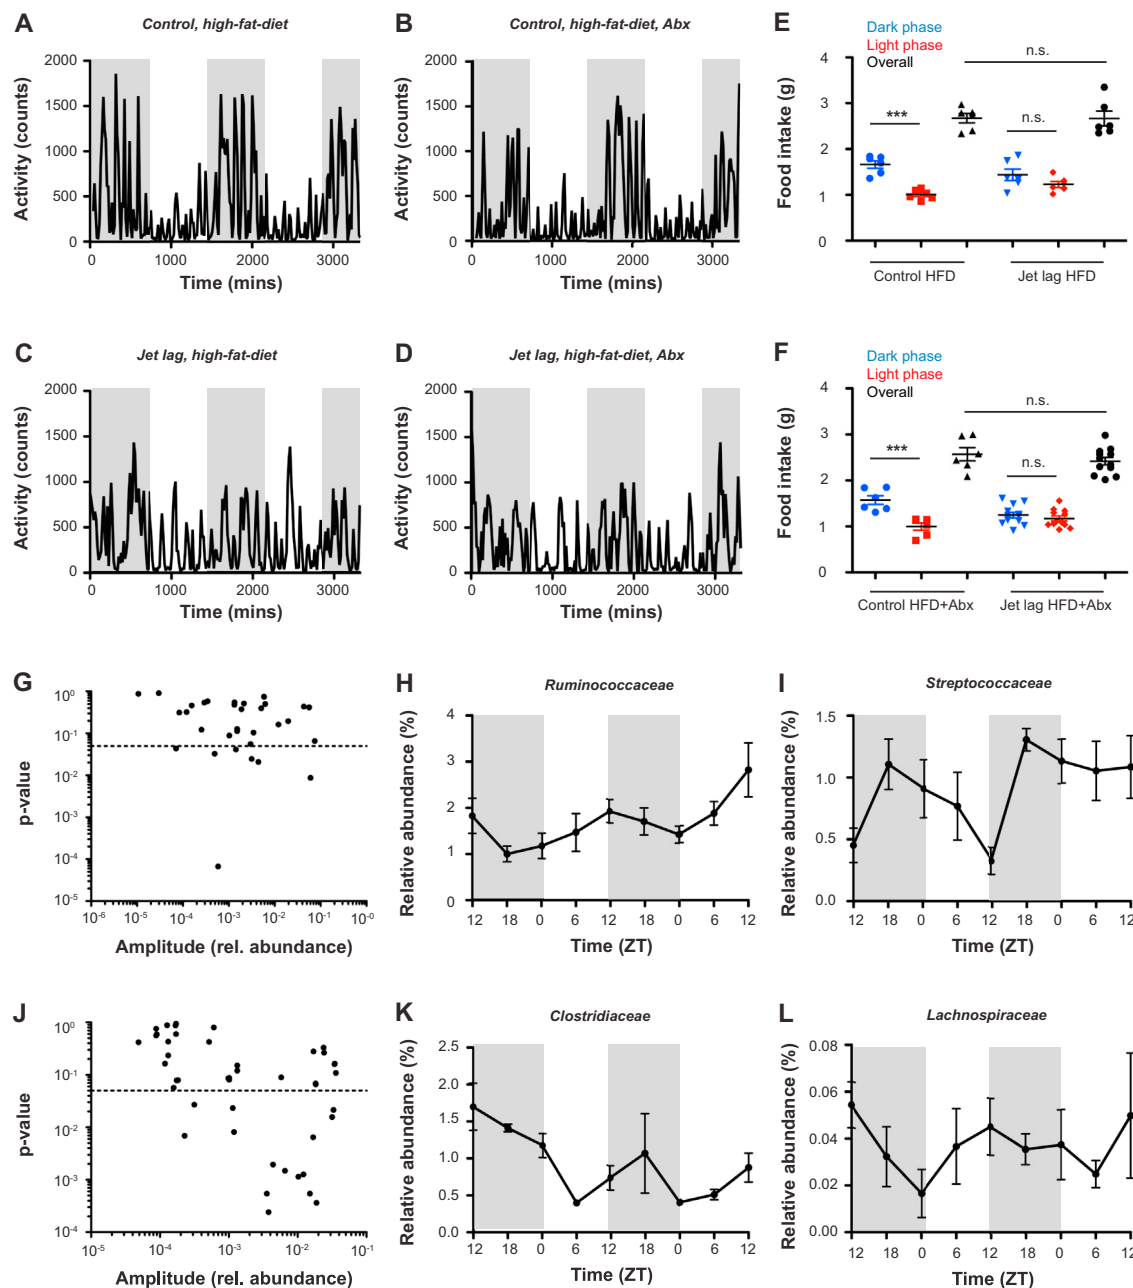 A
Control, high-fat-diet
Activity (counts)
2000
1500
1000
500
0
0
1000
2000
3000
Time (mins)
B
Control, high-fat-diet, Abx
Activity (counts)
2000
1500
1000
500
0
0
1000
2000
3000
Time (mins)
E
Dark phase
Light phase
Overall
Food intake (g)
4
3
2
1
0
***
n.s.
n.s.
Control HFD
Jet lag HFD
C
Jet lag, high-fat-diet
Activity (counts)
2000
1500
1000
500
0
0
1000
2000
3000
Time (mins)
D
Jet lag, high-fat-diet, Abx
Activity (counts)
2000
1500
1000
500
0
0
1000
2000
3000
Time (mins)
F
Dark phase
Light phase
Overall
Food intake (g)
4
3
2
1
0
***
n.s.
n.s.
Control HFD+Abx
Jet lag HFD+Abx
G
p-value
10^0
10^-1
10^-2
10^-3
10^-4
10^-5
10^-6
10^-5
10^-4
10^-3
10^-2
10^-1
10^-0
Amplitude (rel. abundance)
H
Ruminococcaceae
Relative abundance (%)
4
3
2
1
0
12 18 0 6 12 18 0 6 12
Time (ZT)
I
Streptococcaceae
Relative abundance (%)
1.5
1.0
0.5
0.0
12 18 0 6 12 18 0 6 12
Time (ZT)
J
p-value
10^0
10^-1
10^-2
10^-3
10^-4
10^-5
10^-4
10^-3
10^-2
10^-1
Amplitude (rel. abundance)
K
Clostridiaceae
Relative abundance (%)
2.5
2.0
1.5
1.0
0.5
0.0
12 18 0 6 12 18 0 6 12
Time (ZT)
L
Lachnospiraceae
Relative abundance (%)
0.08
0.06
0.04
0.02
0.00
12 18 0 6 12 18 0 6 12
Time (ZT)